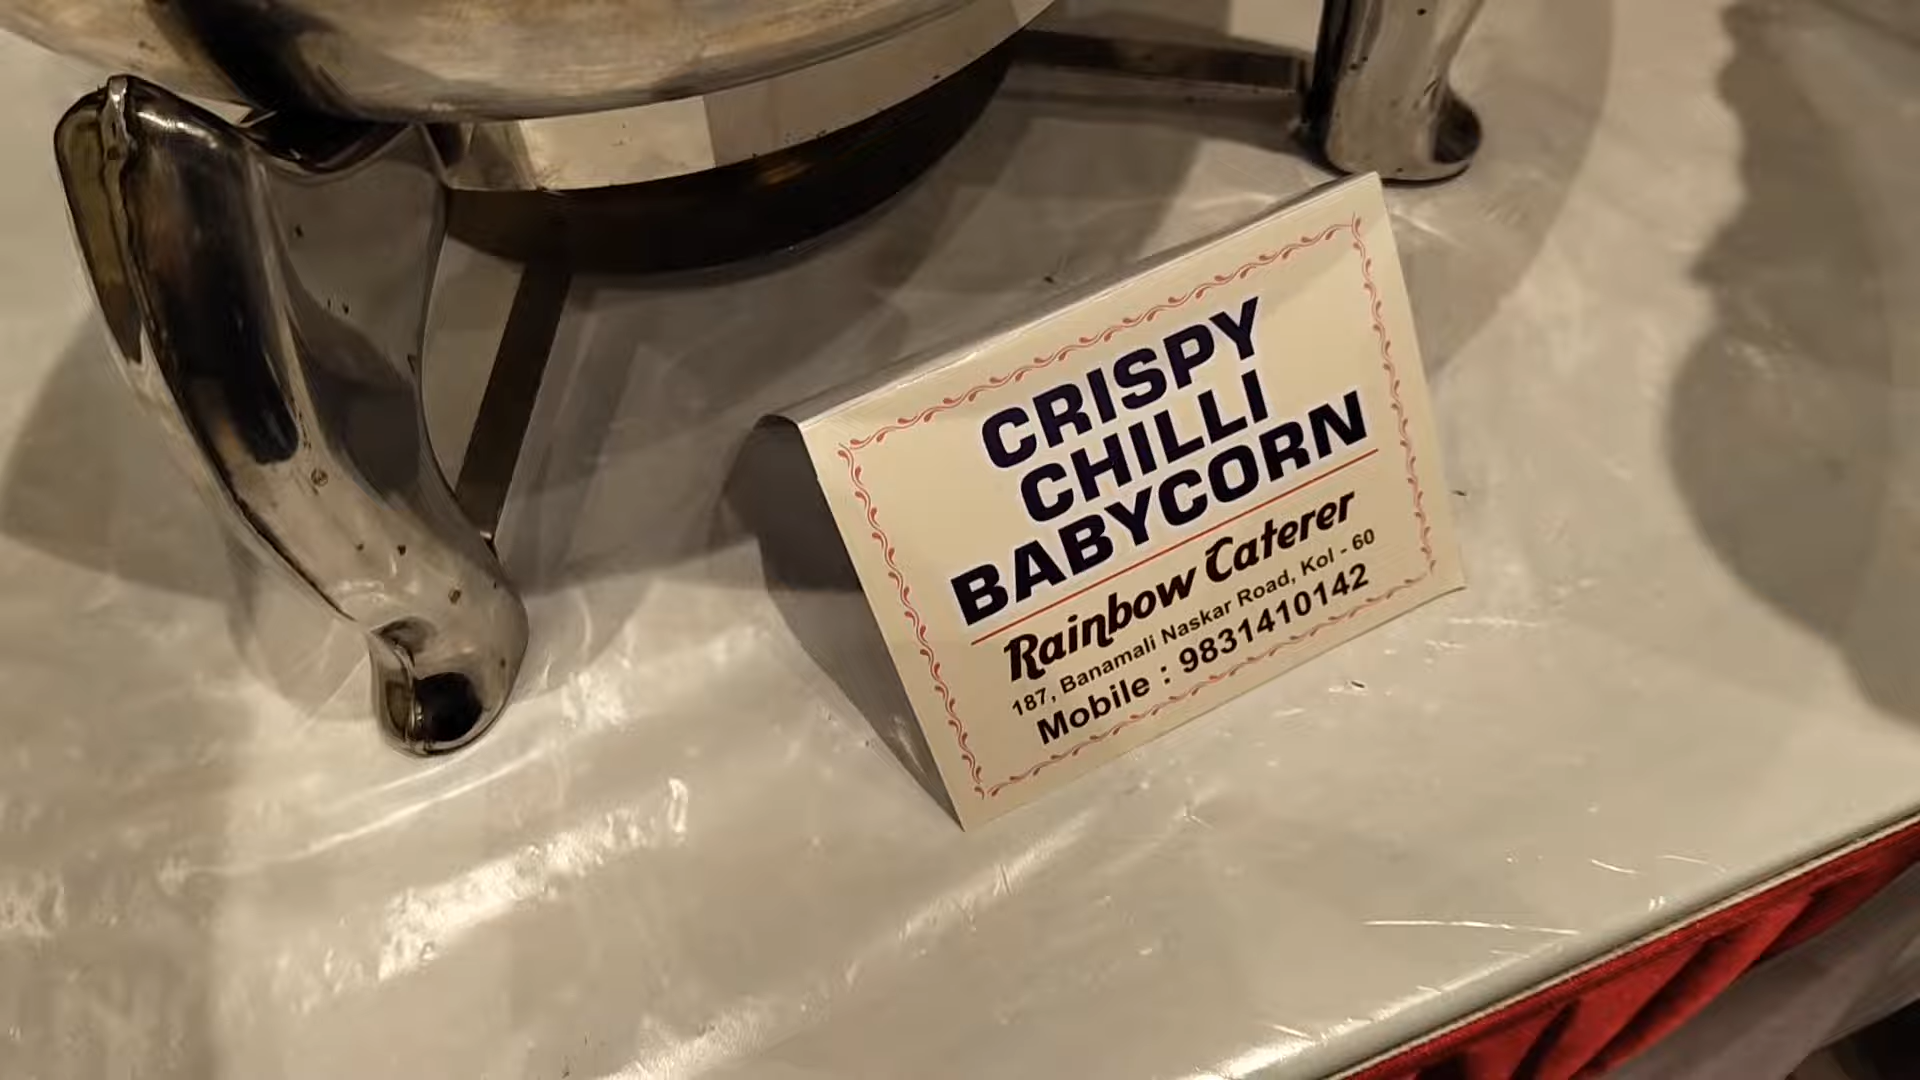 CRISPY
CHILLI
BABYCORN
Rainbow Caterer
187, Banamali Naskar Road, Kol - 60
Mobile : 9831410142